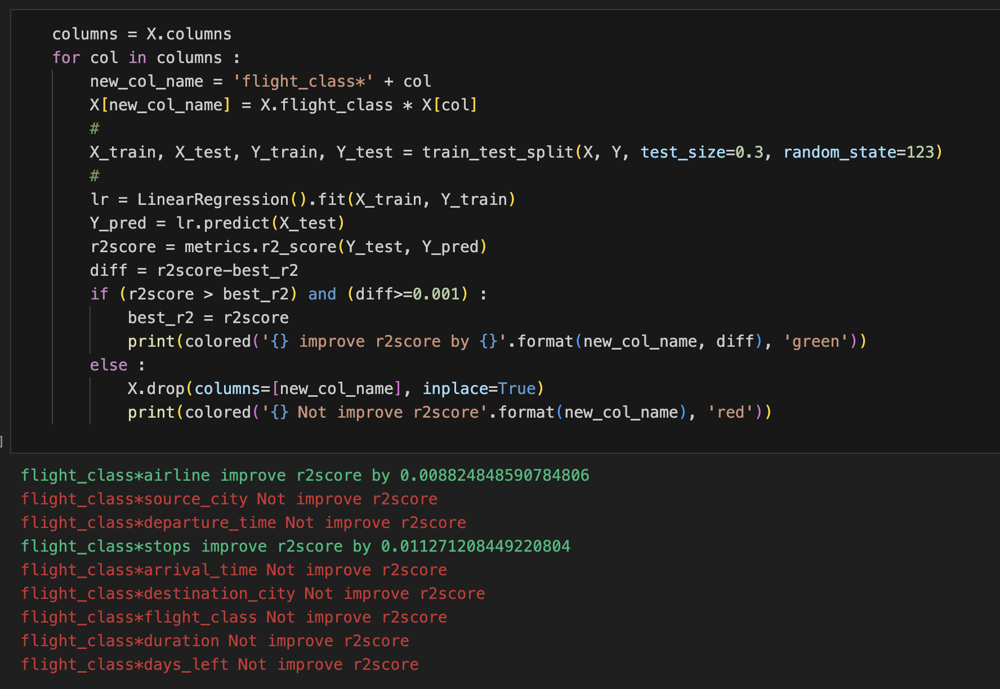 columns = X.columns
for col in columns :
new_col_name = 'flight_class*' + col
X[new_col_name] = X.flight_class * X[col]
#
X_train, X_test, Y_train, Y_test = train_test_split(X, Y, test_size=0.3, random_state=123)
#
lr = LinearRegression().fit(X_train, Y_train)
Y_pred = lr.predict(X_test)
r2score = metrics.r2_score(Y_test, Y_pred)
diff = r2score-best_r2
if (r2score > best_r2) and (diff>=0.001) :
best_r2 = r2score
print(colored('{} improve r2score by {}'.format(new_col_name, diff), 'green'))
else :
X.drop(columns=[new_col_name], inplace=True)
print(colored('{} Not improve r2score'.format(new_col_name), 'red'))
]
flight_class*airline improve r2score by 0.008824848590784806
flight_class*source_city Not improve r2score
flight_class*departure_time Not improve r2score
flight_class*stops improve r2score by 0.011271208449220804
flight_class*arrival_time Not improve r2score
flight_class*destination_city Not improve r2score
flight_class*flight_class Not improve r2score
flight_class*duration Not improve r2score
flight_class*days_left Not improve r2score